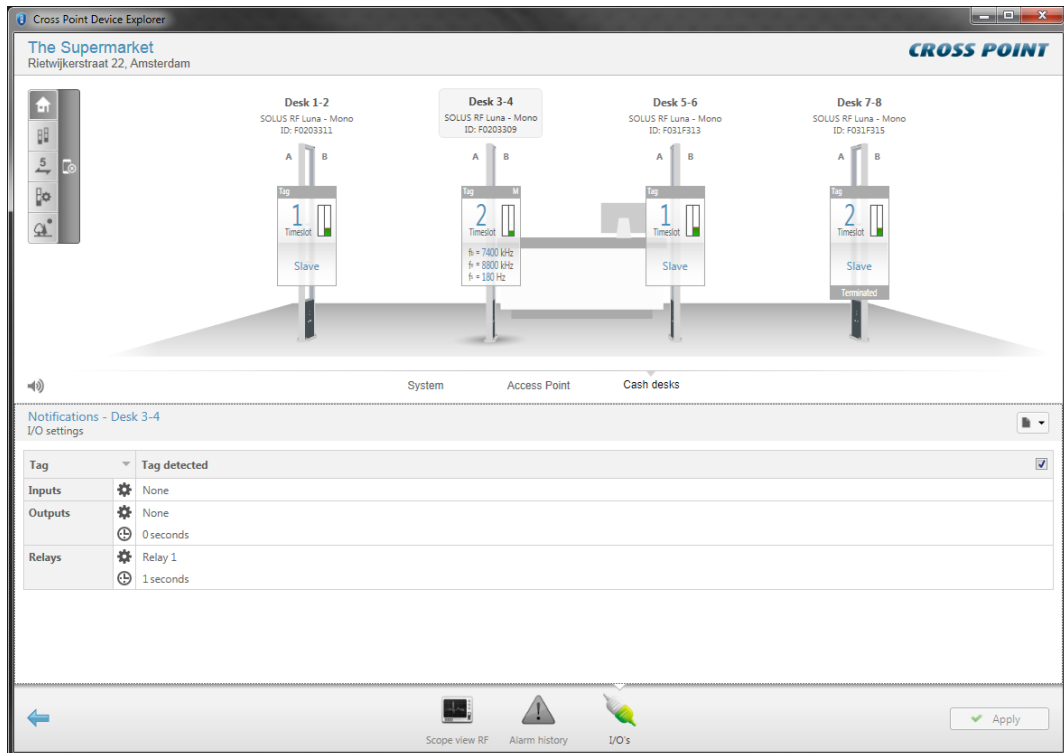 Cross Point Device Explorer
The Supermarket
Rietwijkerstraat 22, Amsterdam
CROSS POINT
Desk 1-2
SOLUS RF Luna - Mono
ID: F0203311
A B
Tag
1
Timeslot
Slave
Desk 3-4
SOLUS RF Luna - Mono
ID: F0203309
A B
Tag M
2
Timeslot
fb = 7400 kHz
fe = 8800 kHz
fs = 180 Hz
Desk 5-6
SOLUS RF Luna - Mono
ID: F031F313
A B
Tag
1
Timeslot
Slave
Desk 7-8
SOLUS RF Luna - Mono
ID: F031F315
A B
Tag
2
Timeslot
Slave
Terminated
5
System Access Point Cash desks
Notifications - Desk 3-4
I/O settings
Tag Tag detected
Inputs None
Outputs None
0 seconds
Relays Relay 1
1 seconds
Scope view RF Alarm history I/O's
Apply